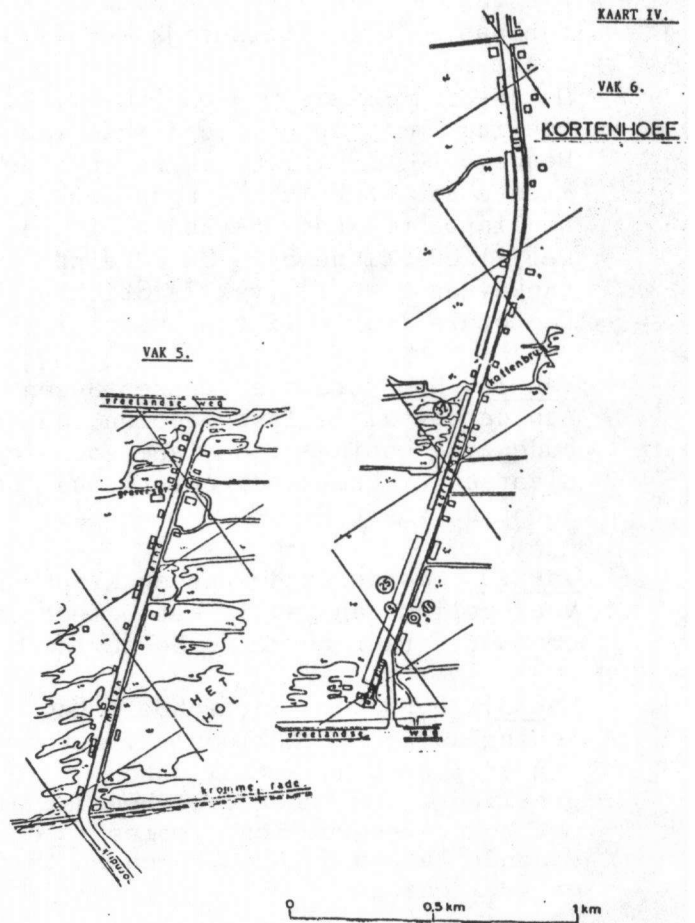 KAART IV.
VAK 6.
KORTENHOEF
VAK 5.
vreelandse weg
HET
HOL
kromme rade
vreelandse weg
0 0,5 km 1 km